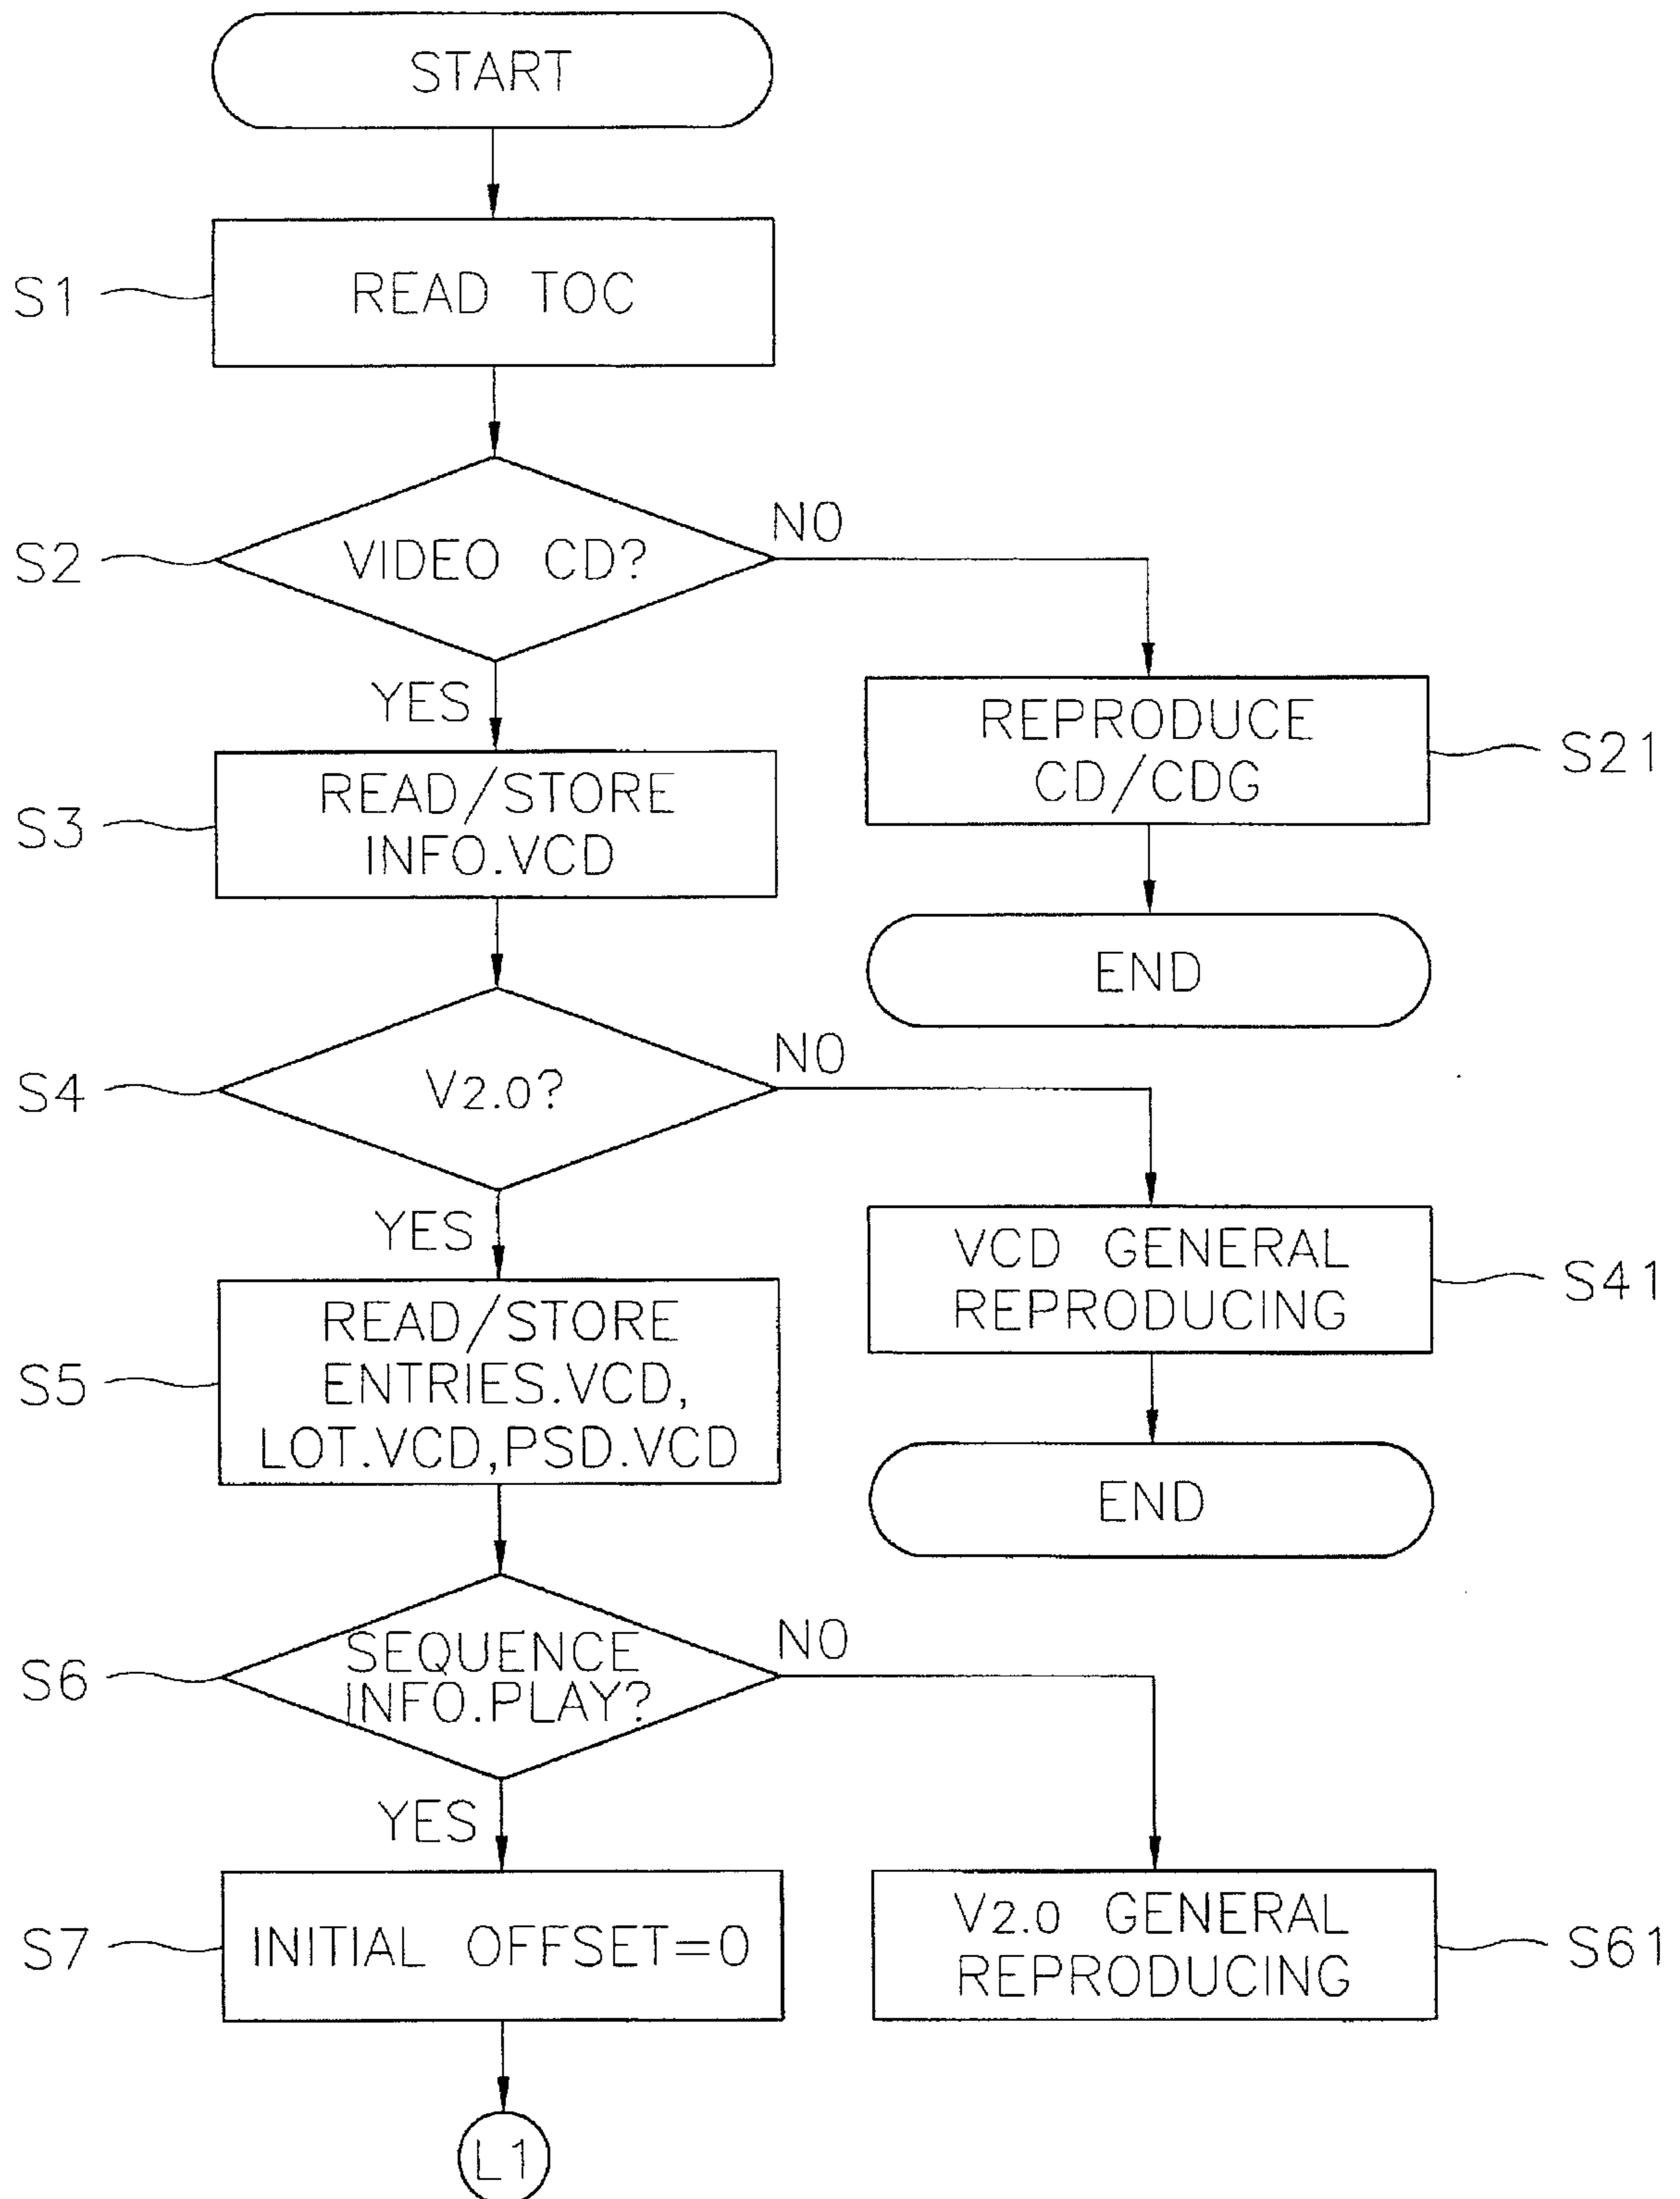 START
S1
READ TOC
S2
VIDEO CD?
NO
YES
REPRODUCE
CD/CDG
S21
S3
READ/STORE
INFO.VCD
END
S4
V2.0?
NO
YES
VCD GENERAL
REPRODUCING
S41
S5
READ/STORE
ENTRIES.VCD,
LOT.VCD,PSD.VCD
END
S6
SEQUENCE
INFO.PLAY?
NO
YES
S7
INITIAL OFFSET=0
V2.0 GENERAL
REPRODUCING
S61
L1